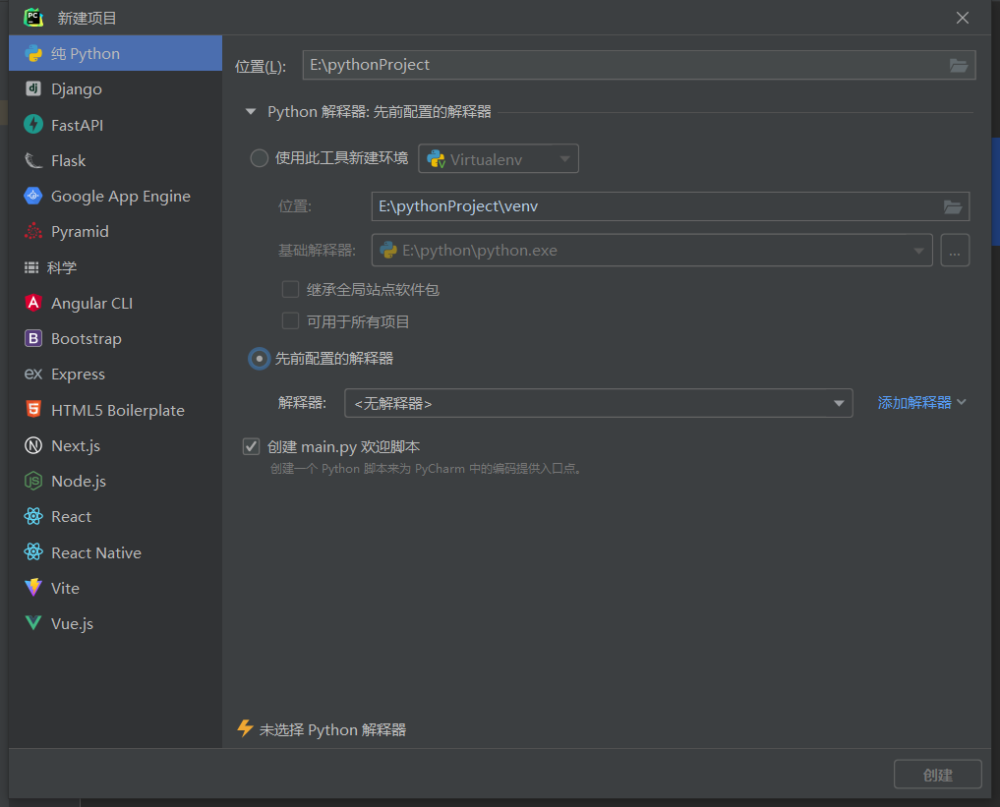 新建项目
纯 Python
Django
FastAPI
Flask
Google App Engine
Pyramid
科学
Angular CLI
Bootstrap
Express
HTML5 Boilerplate
Next.js
Node.js
React
React Native
Vite
Vue.js
位置(L): E:\pythonProject
Python 解释器: 先前配置的解释器
使用此工具新建环境 Virtualenv
位置: E:\pythonProject\venv
基础解释器: E:\python\python.exe ...
继承全局站点软件包
可用于所有项目
先前配置的解释器
解释器: <无解释器> 添加解释器
创建 main.py 欢迎脚本
创建一个 Python 脚本来为 PyCharm 中的编码提供入口点。
未选择 Python 解释器
创建